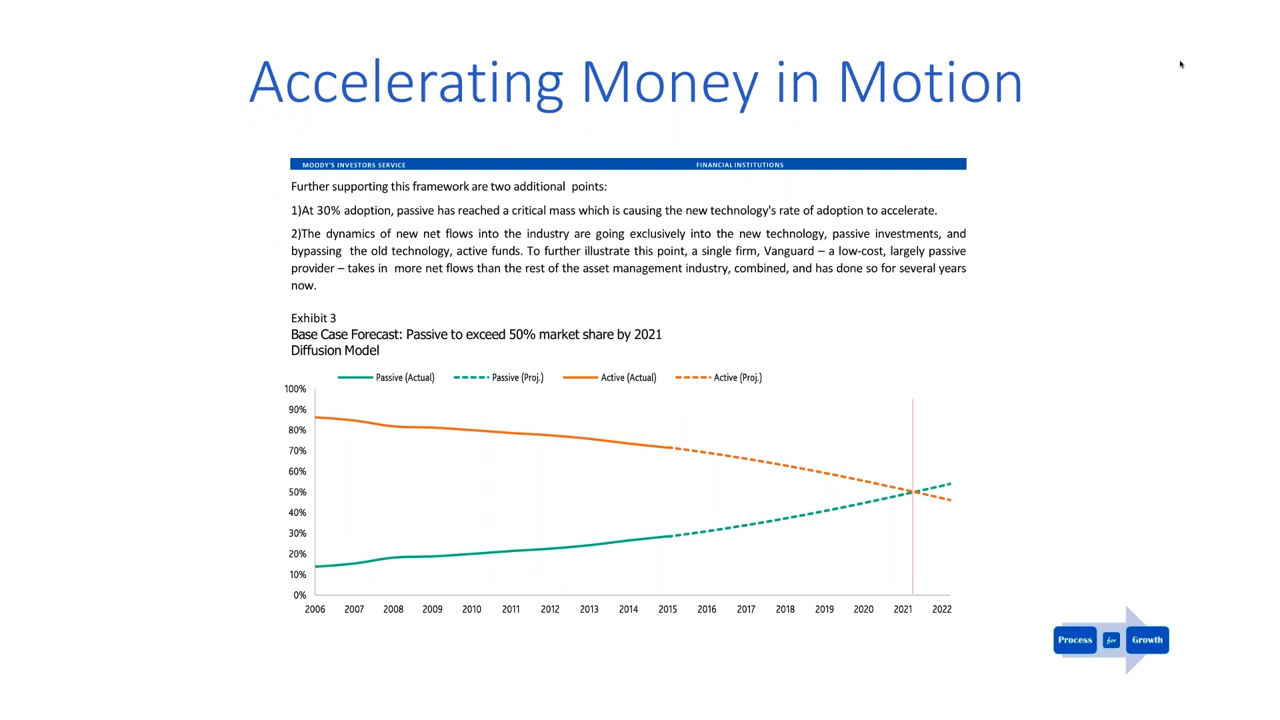 Accelerating Money in Motion
MOODY'S INVESTORS SERVICE FINANCIAL INSTITUTIONS
Further supporting this framework are two additional points:
1)At 30% adoption, passive has reached a critical mass which is causing the new technology's rate of adoption to accelerate.
2)The dynamics of new net flows into the industry are going exclusively into the new technology, passive investments, and
bypassing the old technology, active funds. To further illustrate this point, a single firm, Vanguard – a low-cost, largely passive
provider – takes in more net flows than the rest of the asset management industry, combined, and has done so for several years
now.
Exhibit 3
Base Case Forecast: Passive to exceed 50% market share by 2021
Diffusion Model
Passive (Actual) Passive (Proj.) Active (Actual) Active (Proj.)
100%
90%
80%
70%
60%
50%
40%
30%
20%
10%
0%
2006 2007 2008 2009 2010 2011 2012 2013 2014 2015 2016 2017 2018 2019 2020 2021 2022
Process for Growth